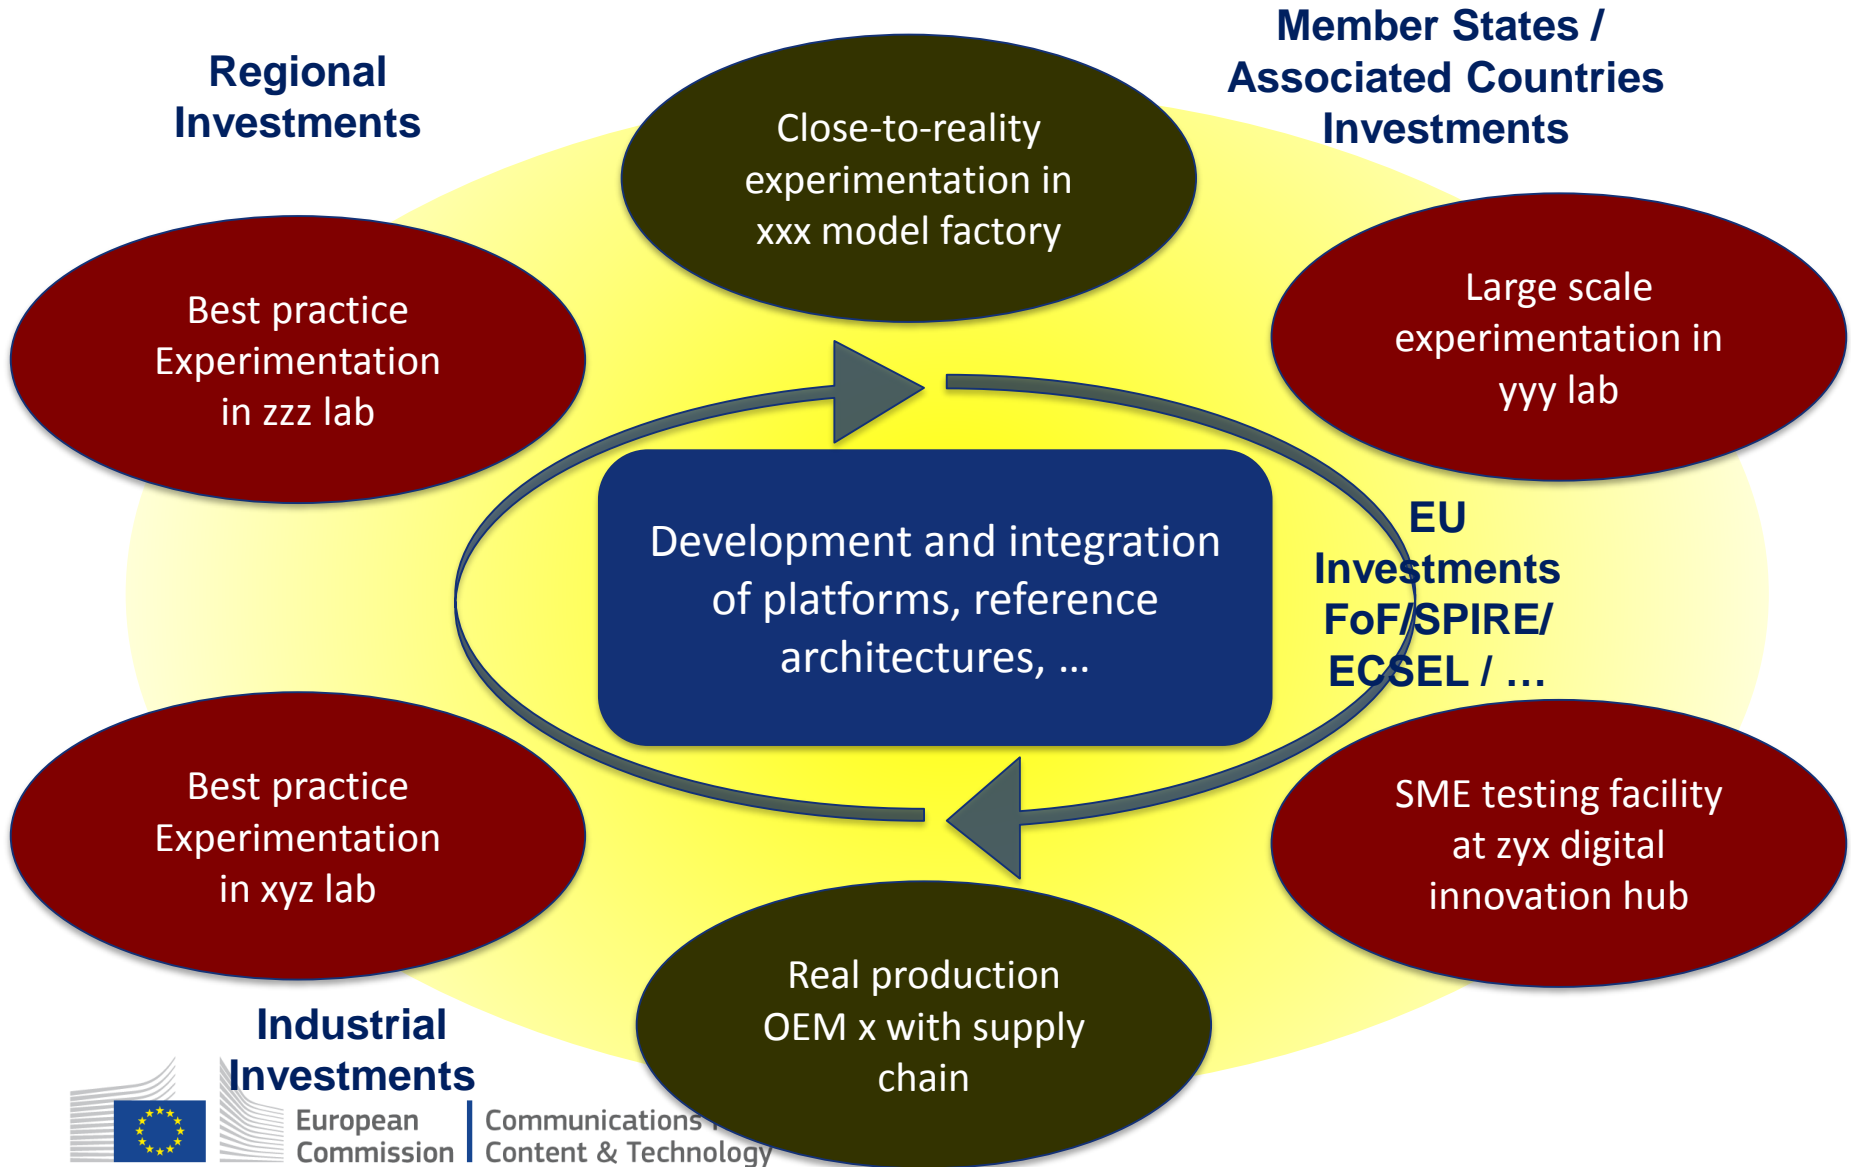 Regional
Investments
Member States /
Associated Countries
Investments
Close-to-reality
experimentation in
xxx model factory
Best practice
Experimentation
in zzz lab
Large scale
experimentation in
yyy lab
Development and integration
of platforms, reference
architectures, …
EU
Investments
FoF/SPIRE/
ECSEL / …
Best practice
Experimentation
in xyz lab
SME testing facility
at zyx digital
innovation hub
Real production
OEM x with supply
chain
Industrial
Investments
European
Commission
Communications
Content & Technology